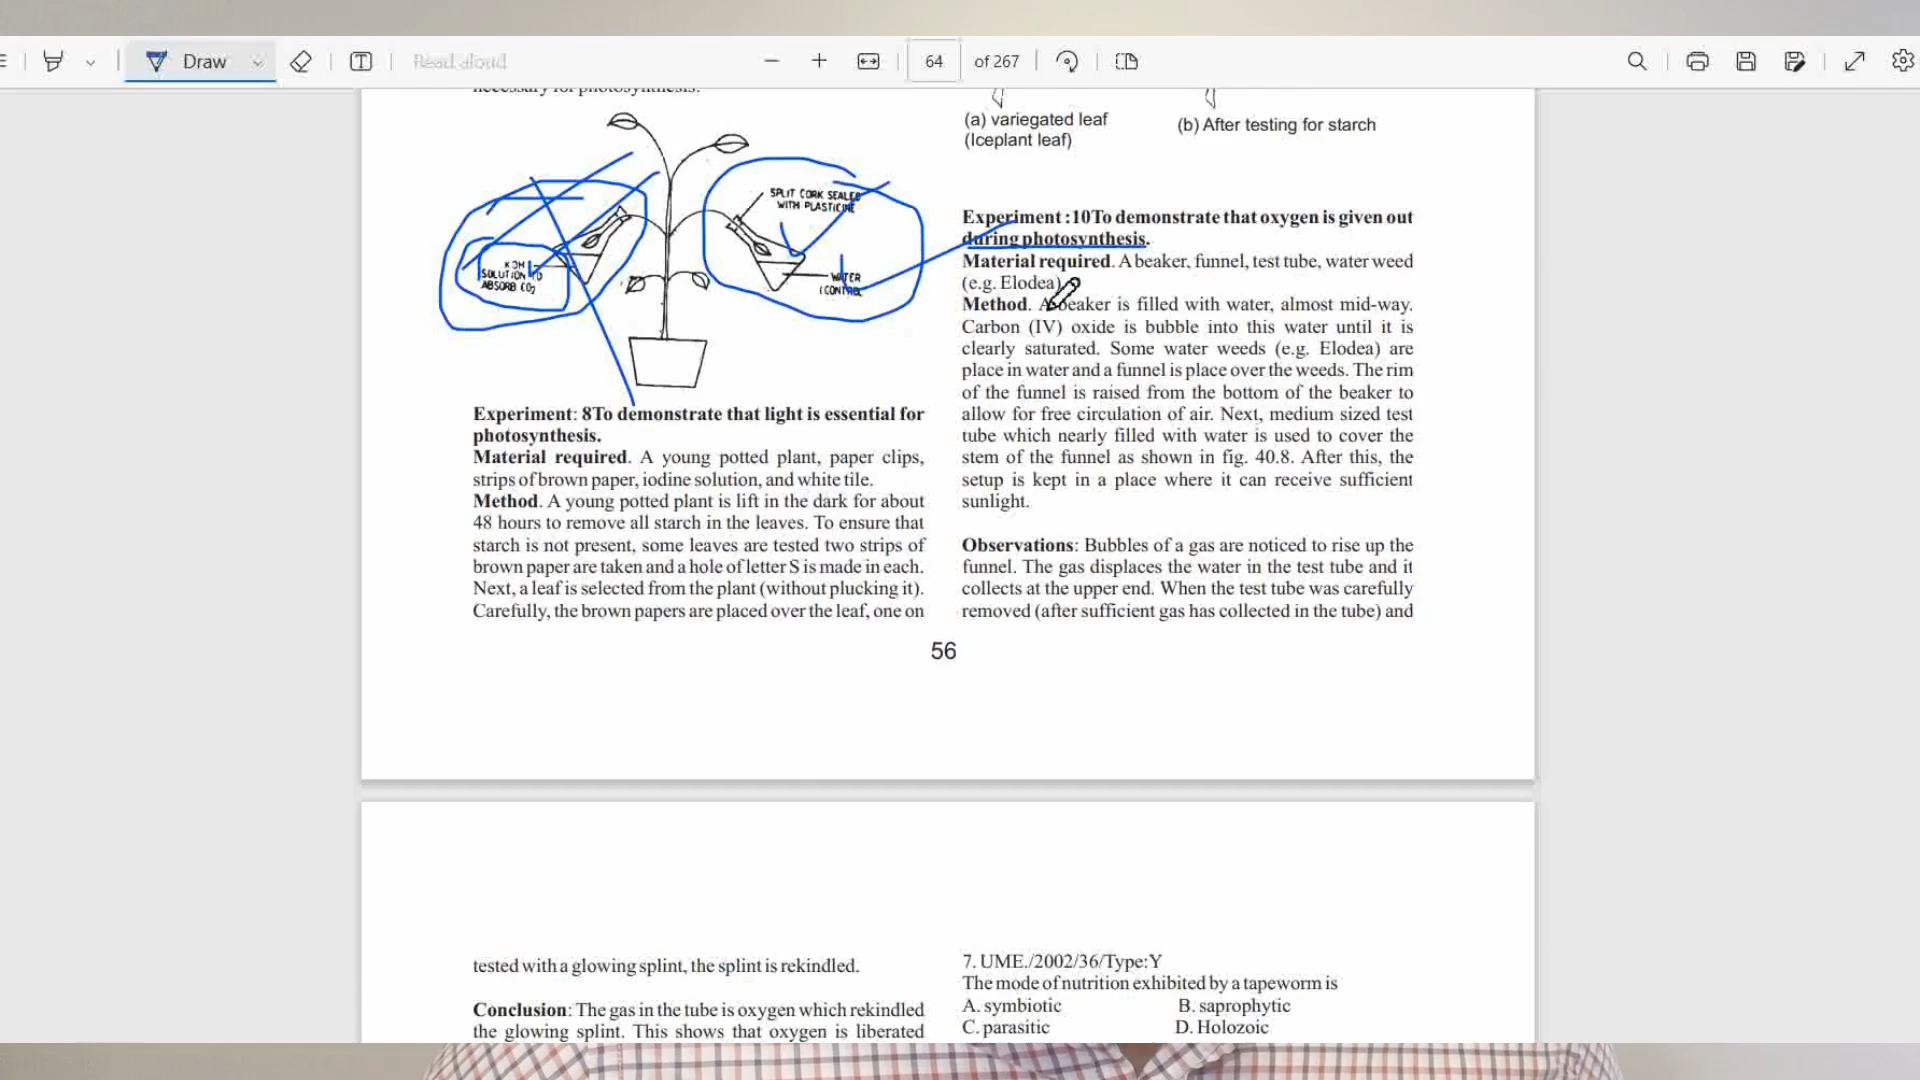 Draw
Read aloud
64 of 267
necessary for photosynthesis.
SPLIT CORK SEALED
WITH PLASTICINE
KOH
SOLUTION TO
ABSORB CO2
WATER
(CONTROL
Experiment: 8To demonstrate that light is essential for
photosynthesis.
Material required. A young potted plant, paper clips,
strips of brown paper, iodine solution, and white tile.
Method. A young potted plant is lift in the dark for about
48 hours to remove all starch in the leaves. To ensure that
starch is not present, some leaves are tested two strips of
brown paper are taken and a hole of letter S is made in each.
Next, a leaf is selected from the plant (without plucking it).
Carefully, the brown papers are placed over the leaf, one on
(a) variegated leaf
(Iceplant leaf)
(b) After testing for starch
Experiment :10To demonstrate that oxygen is given out
during photosynthesis.
Material required. A beaker, funnel, test tube, water weed
(e.g. Elodea)
Method. A beaker is filled with water, almost mid-way.
Carbon (IV) oxide is bubble into this water until it is
clearly saturated. Some water weeds (e.g. Elodea) are
place in water and a funnel is place over the weeds. The rim
of the funnel is raised from the bottom of the beaker to
allow for free circulation of air. Next, medium sized test
tube which nearly filled with water is used to cover the
stem of the funnel as shown in fig. 40.8. After this, the
setup is kept in a place where it can receive sufficient
sunlight.
Observations: Bubbles of a gas are noticed to rise up the
funnel. The gas displaces the water in the test tube and it
collects at the upper end. When the test tube was carefully
removed (after sufficient gas has collected in the tube) and
56
tested with a glowing splint, the splint is rekindled.
Conclusion: The gas in the tube is oxygen which rekindled
the glowing splint. This shows that oxygen is liberated
7. UME./2002/36/Type:Y
The mode of nutrition exhibited by a tapeworm is
A. symbiotic B. saprophytic
C. parasitic D. Holozoic